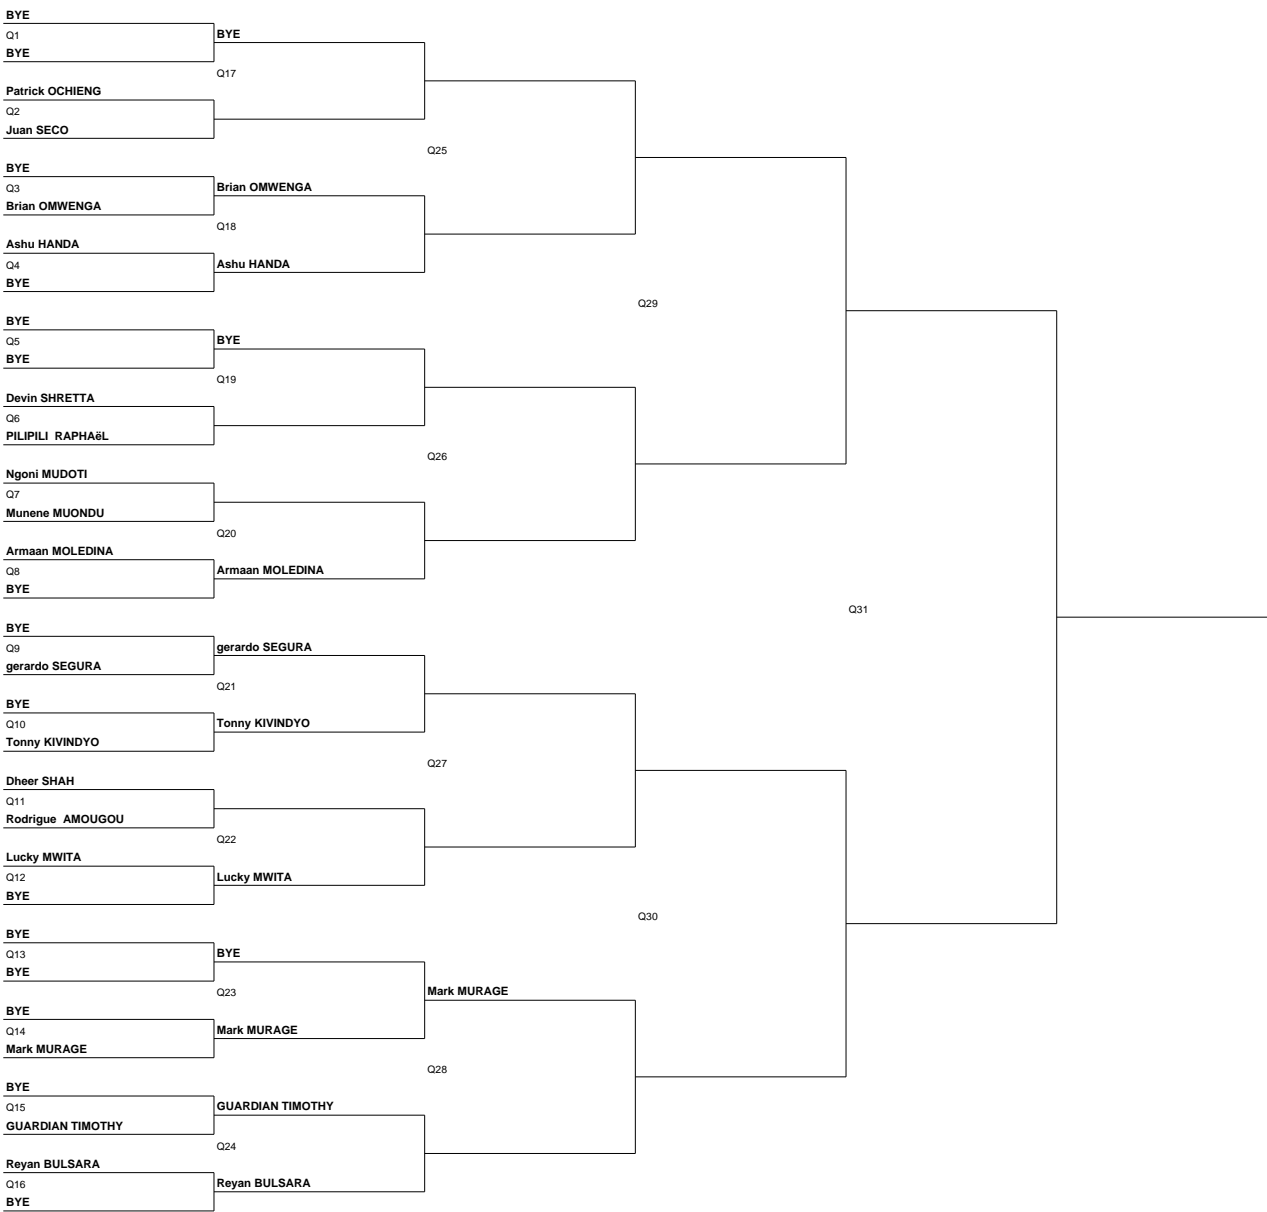 BYE
Q1
BYE
BYE
Q17
Patrick OCHIENG
Q2
Juan SECO
Q25
BYE
Q3
Brian OMWENGA
Brian OMWENGA
Q18
Ashu HANDA
Q4
Ashu HANDA
BYE
Q29
BYE
Q5
BYE
BYE
Q19
Devin SHRETTA
Q6
PILIPILI  RAPHAëL
Q26
Ngoni MUDOTI
Q7
Munene MUONDU
Q20
Armaan MOLEDINA
Q8
Armaan MOLEDINA
BYE
Q31
BYE
Q9
gerardo SEGURA
gerardo SEGURA
Q21
BYE
Q10
Tonny KIVINDYO
Tonny KIVINDYO
Q27
Dheer SHAH
Q11
Rodrigue  AMOUGOU
Q22
Lucky MWITA
Q12
Lucky MWITA
BYE
Q30
BYE
Q13
BYE
BYE
Q23
Mark MURAGE
BYE
Q14
Mark MURAGE
Mark MURAGE
Q28
BYE
Q15
GUARDIAN TIMOTHY
GUARDIAN TIMOTHY
Q24
Reyan BULSARA
Q16
Reyan BULSARA
BYE